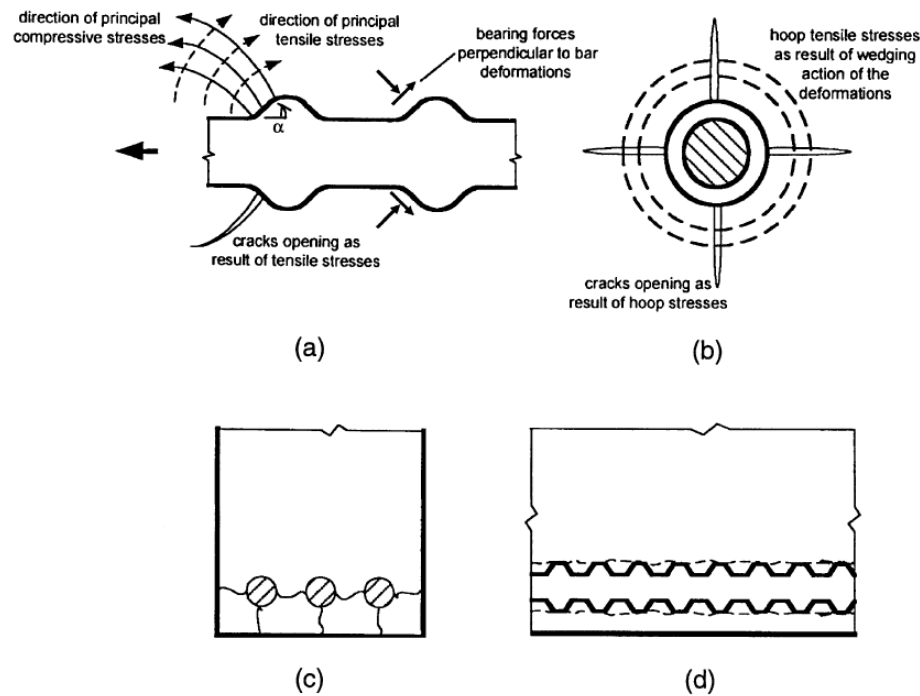 direction of principal
compressive stresses
direction of principal
tensile stresses
bearing forces
perpendicular to bar
deformations
α
cracks opening as
result of tensile stresses
(a)
hoop tensile stresses
as result of wedging
action of the
deformations
cracks opening as
result of hoop stresses
(b)
(c)
(d)